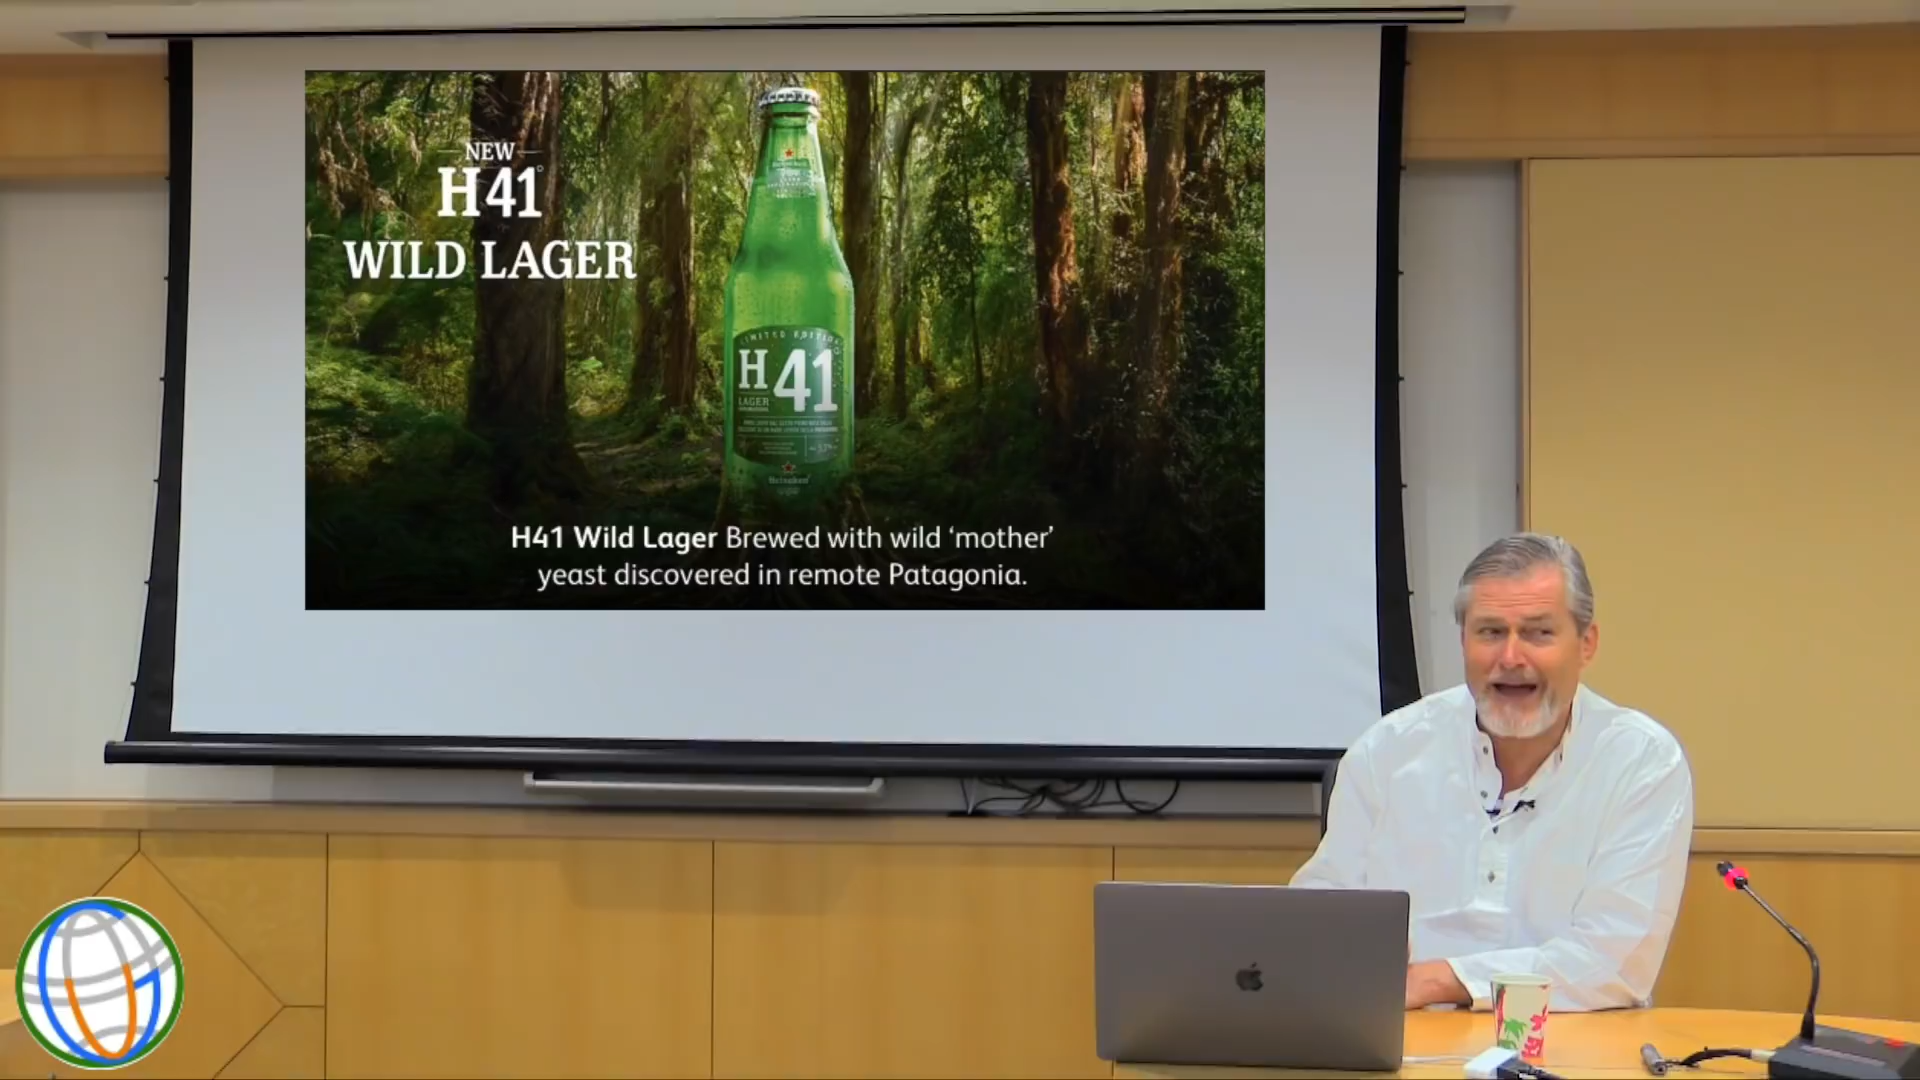 NEW
H41°
WILD LAGER
Heineken
LIMITED EDITION
H41
LAGER
Heineken
H41 Wild Lager Brewed with wild ‘mother’
yeast discovered in remote Patagonia.